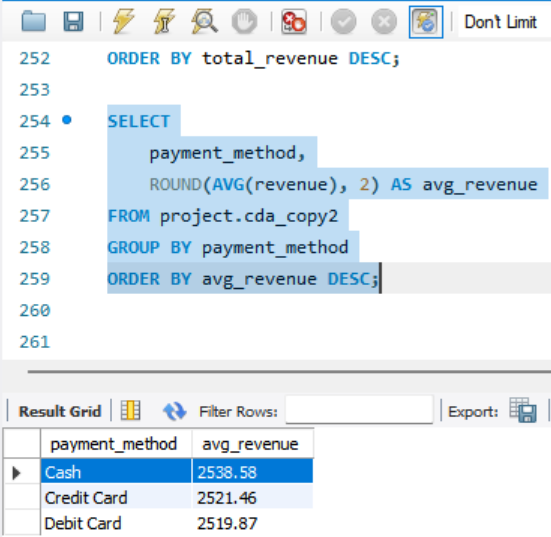 Don't Limit
252 ORDER BY total_revenue DESC;
253
254 SELECT
255 payment_method,
256 ROUND(AVG(revenue), 2) AS avg_revenue
257 FROM project.cda_copy2
258 GROUP BY payment_method
259 ORDER BY avg_revenue DESC;
260
261
Result Grid Filter Rows: Export:
payment_method avg_revenue
Cash 2538.58
Credit Card 2521.46
Debit Card 2519.87